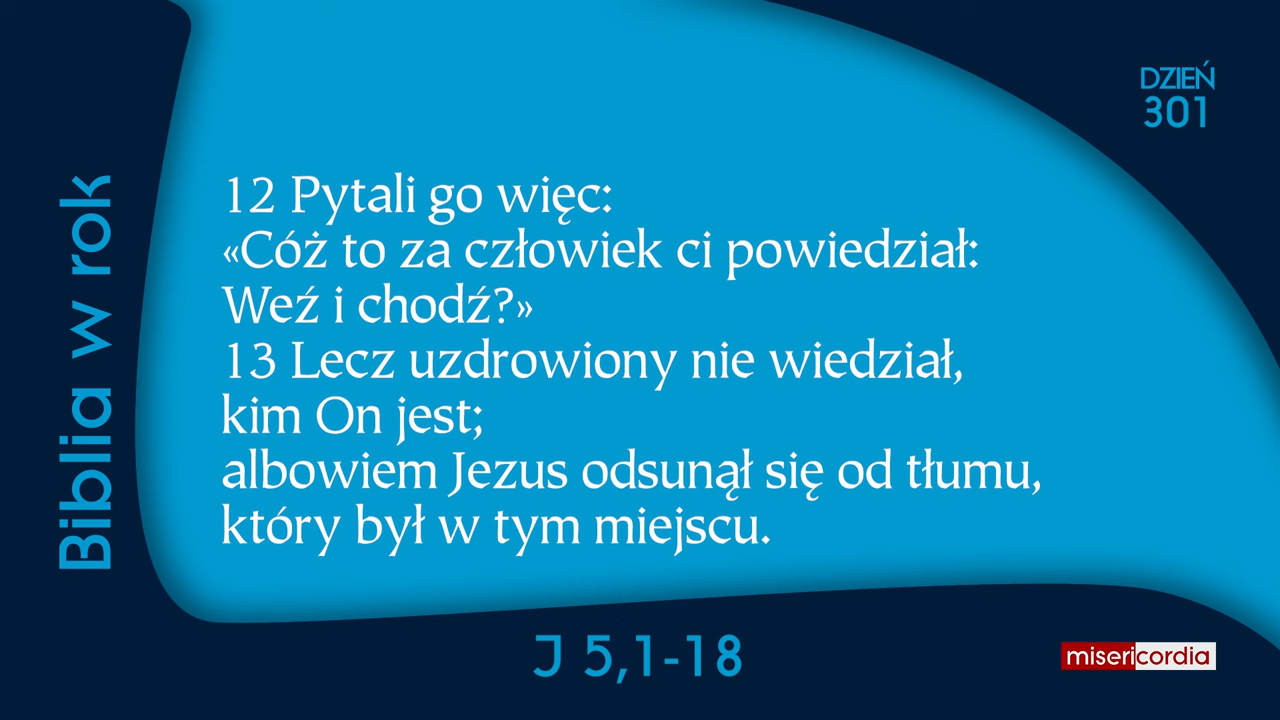 DZIEŃ
301
Biblia w rok
12 Pytali go więc:
«Cóż to za człowiek ci powiedział:
Weź i chodź?»
13 Lecz uzdrowiony nie wiedział,
kim On jest;
albowiem Jezus odsunął się od tłumu,
który był w tym miejscu.
J 5,1-18
misericordia